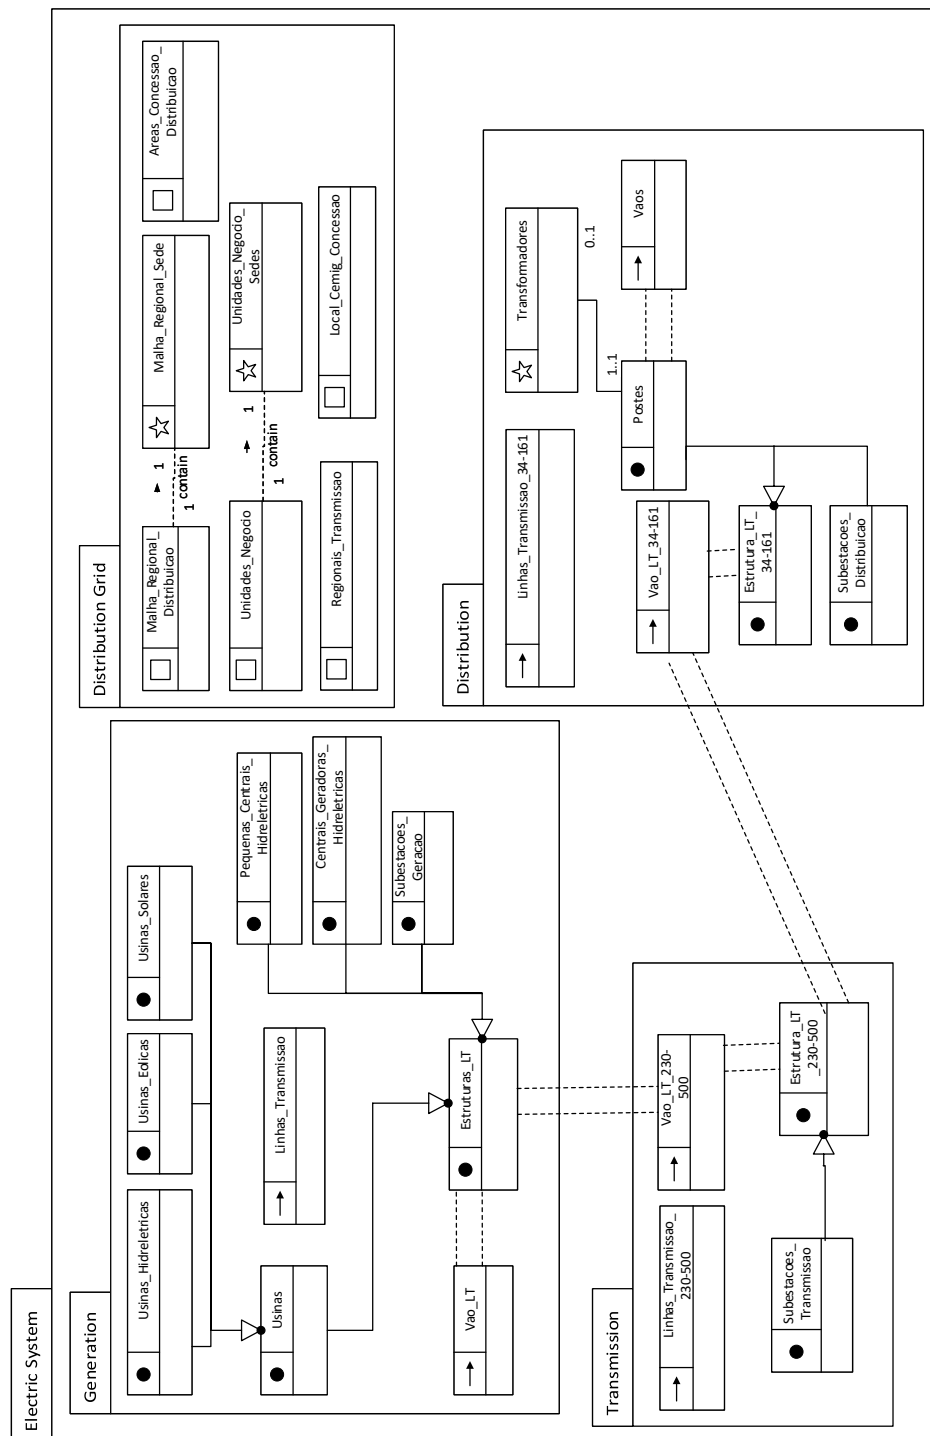 Electric System
Generation
Usinas_Hidreletricas
Usinas_Eolicas
Usinas_Solares
Usinas
Linhas_Transmissao
Pequenas_Centrais_
Hidreletricas
Centrais_Geradoras_
Hidreletricas
Subestacoes_
Geracao
Vao_LT
Estruturas_LT
Distribution Grid
Malha_Regional_
Distribuicao
1
contain
1
Malha_Regional_Sede
Areas_Concessao_
Distribuicao
Unidades_Negocio
1
contain
1
Unidades_Negocio_
Sedes
Regionais_Transmissao
Local_Cemig_Concessao
Transmission
Linhas_Transmissao_
230-500
Vao_LT_230-
500
Subestacoes_
Transmissao
Estrutura_LT
_230-500
Distribution
Linhas_Transmissao_34-161
Transformadores
0..1
1..1
Postes
Vaos
Vao_LT_34-161
Estrutura_LT_
34-161
Subestacoes_
Distribuicao